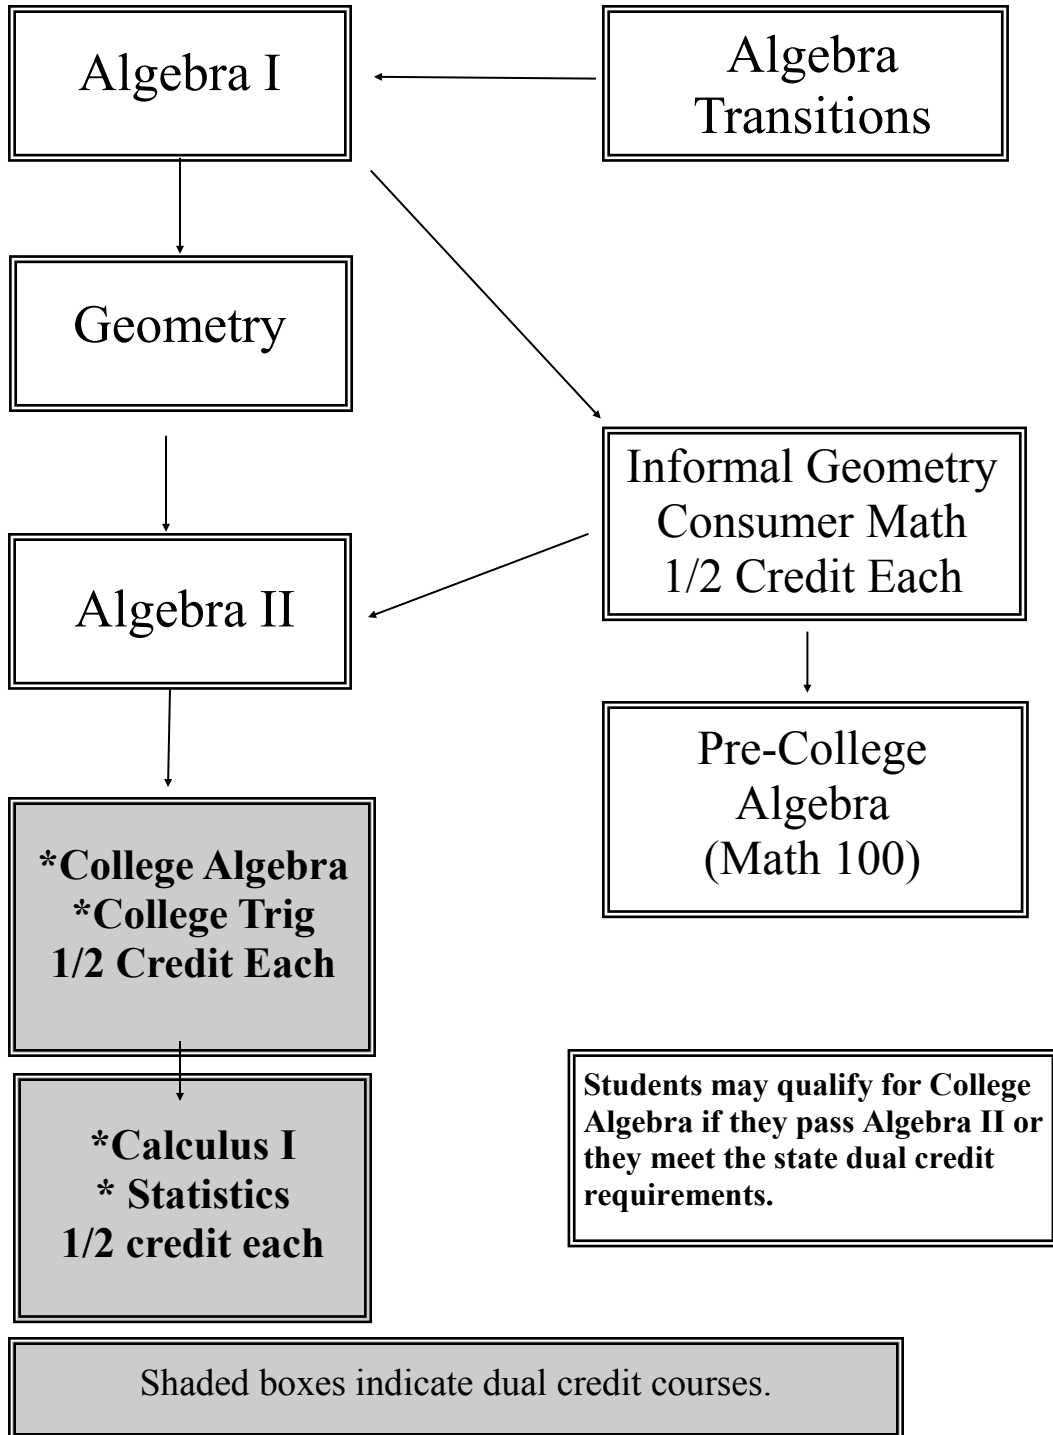 Algebra I
Algebra
Transitions
Geometry
Informal Geometry
Consumer Math
1/2 Credit Each
Algebra II
Pre-College
Algebra
(Math 100)
*College Algebra
*College Trig
1/2 Credit Each
Students may qualify for College
Algebra if they pass Algebra II or
they meet the state dual credit
requirements.
*Calculus I
* Statistics
1/2 credit each
Shaded boxes indicate dual credit courses.